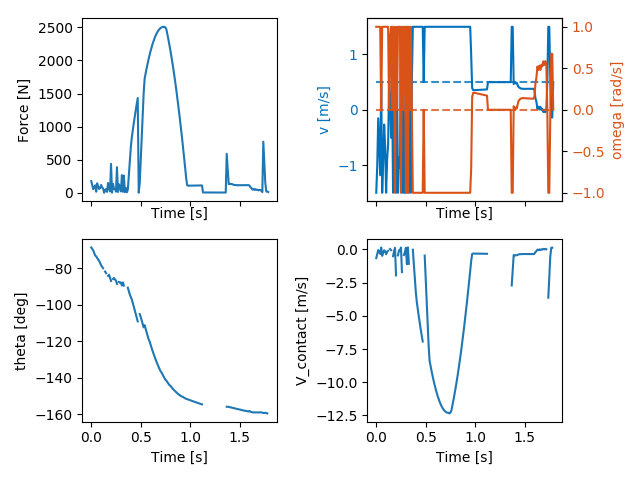 Force [N]
2500
2000
1500
1000
500
0
Time [s]
v [m/s]
1
0
−1
omega [rad/s]
1.0
0.5
0.0
−0.5
−1.0
Time [s]
theta [deg]
−80
−100
−120
−140
−160
0.0 0.5 1.0 1.5
Time [s]
V_contact [m/s]
0.0
−2.5
−5.0
−7.5
−10.0
−12.5
0.0 0.5 1.0 1.5
Time [s]